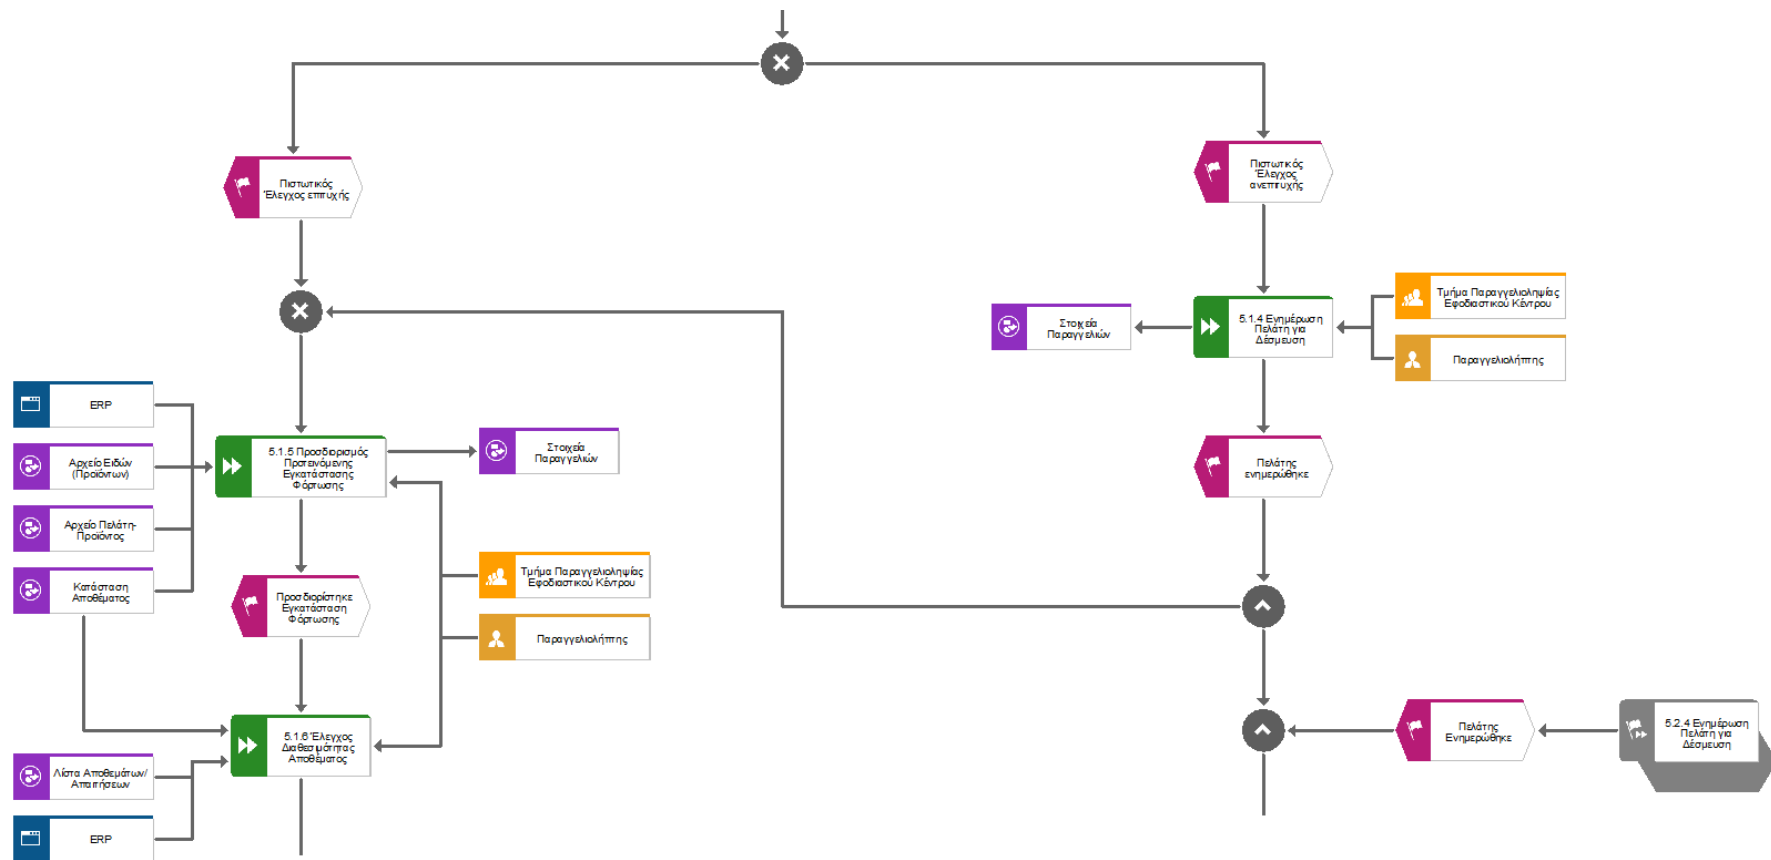 Πιστωτικός
Έλεγχος επιτυχής
Πιστωτικός
Έλεγχος
ανεπιτυχής
Τμήμα Παραγγελιοληψίας
Εφοδιαστικού Κέντρου
Στοιχεία
Παραγγελιών
5.1.4 Ενημέρωση
Πελάτη για
Δέσμευση
Παραγγελιολήπτης
ERP
Αρχείο Ειδών
(Προϊόντων)
5.1.5 Προσδιορισμός
Προτεινόμενης
Εγκατάστασης
Φόρτωσης
Στοιχεία
Παραγγελιών
Πελάτης
ενημερώθηκε
Αρχείο Πελάτη-
Προϊόντος
Κατάσταση
Αποθέματος
Προσδιορίστηκε
Εγκατάσταση
Φόρτωσης
Τμήμα Παραγγελιοληψίας
Εφοδιαστικού Κέντρου
Παραγγελιολήπτης
5.1.6 Έλεγχος
Διαθεσιμότητας
Αποθέματος
Πελάτης
Ενημερώθηκε
5.2.4 Ενημέρωση
Πελάτη για
Δέσμευση
Λίστα Αποθεμάτων/
Απαιτήσεων
ERP